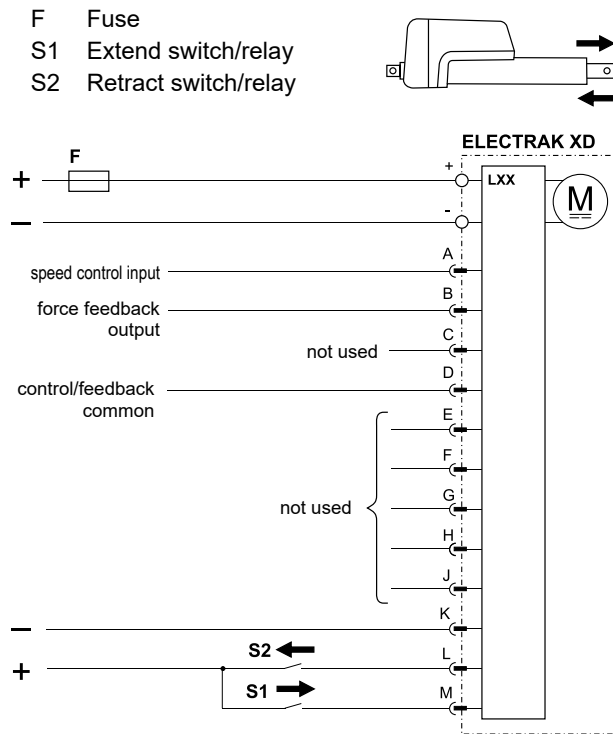 F Fuse
S1 Extend switch/relay
S2 Retract switch/relay
ELECTRAK XD
F
+
+
LXX
M
−
-
A
speed control input
B
force feedback
output
C
not used
D
control/feedback
common
E
F
G
not used
H
J
K
−
S2
L
+
S1
M